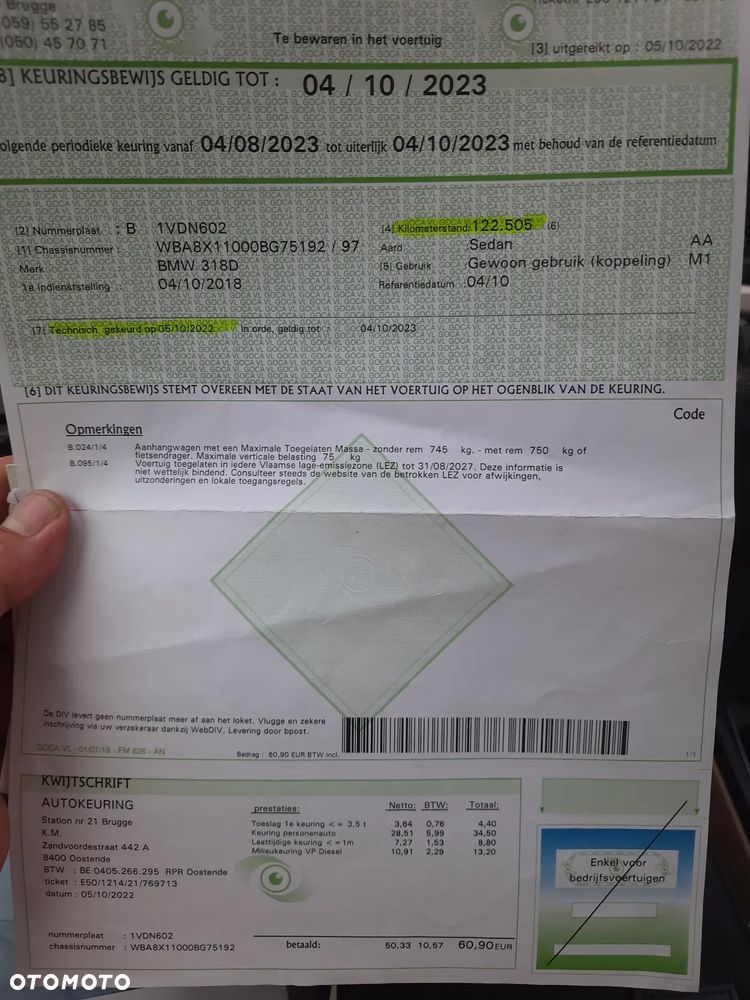 Brugge
(059) 55 27 85
(050) 45 70 71
Te bewaren in het voertuig
[3] uitgereikt op : 05/10/2022
8] KEURINGSBEWIJS GELDIG TOT : 04 / 10 / 2023
olgende periodieke keuring vanaf 04/08/2023 tot uiterlijk 04/10/2023 met behoud van de referentiedatum
[2] Nummerplaat : B 1VDN602
[4] Kilometerstand: 122.505 (6)
[1] Chassisnummer : WBA8X11000BG75192 / 97
Aard : Sedan AA
Merk : BMW 318D
[5] Gebruik : Gewoon gebruik (koppeling) M1
1e Indienststelling : 04/10/2018
Referentiedatum : 04/10
[7] Technisch gekeurd op 05/10/2022 In orde, geldig tot : 04/10/2023
[6] DIT KEURINGSBEWIJS STEMT OVEREEN MET DE STAAT VAN HET VOERTUIG OP HET OGENBLIK VAN DE KEURING.
Code
Opmerkingen
B.024/1/4 Aanhangwagen met een Maximale Toegelaten Massa - zonder rem 745 kg. - met rem 750 kg of
fietsendrager. Maximale verticale belasting 75 kg
B.095/1/4 Voertuig toegelaten in iedere Vlaamse lage-emissiezone (LEZ) tot 31/08/2027. Deze informatie is
niet wettelijk bindend. Consulteer steeds de website van de betrokken LEZ voor afwijkingen,
uitzonderingen en lokale toegangsregels.
De DIV levert geen nummerplaat meer af aan het loket. Vlugge en zekere
inschrijving via uw verzekeraar dankzij WebDIV. Levering door bpost.
GOCA VL - 01/07/19 - FM 826 - AN
Bedrag : 60,90 EUR BTW incl.
1/1
KWIJTSCHRIFT
AUTOKEURING
Station nr 21 Brugge
K.M.
Zandvoordestraat 442 A
8400 Oostende
BTW : BE 0405.266.295 RPR Oostende
ticket : E50/1214/21/769713
datum : 05/10/2022
nummerplaat : 1VDN602
chassisnummer : WBA8X11000BG75192
prestaties: Netto: BTW: Totaal:
Toeslag 1e keuring <= 3,5 t 3,64 0,76 4,40
Keuring personenauto 28,51 5,99 34,50
Laattijdige keuring <= 1m 7,27 1,53 8,80
Milieukeuring VP Diesel 10,91 2,29 13,20
betaald: 50,33 10,57 60,90 EUR
Enkel voor
bedrijfsvoertuigen
OTOMOTO